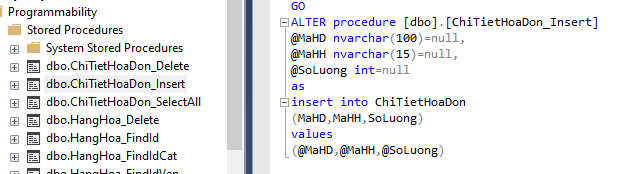 Programmability
Stored Procedures
System Stored Procedures
dbo.ChiTietHoaDon_Delete
dbo.ChiTietHoaDon_Insert
dbo.ChiTietHoaDon_SelectAll
dbo.HangHoa_Delete
dbo.HangHoa_FindId
dbo.HangHoa_FindIdCat
dbo.HangHoa_FindIdVen
GO
ALTER procedure [dbo].[ChiTietHoaDon_Insert]
@MaHD nvarchar(100)=null,
@MaHH nvarchar(15)=null,
@SoLuong int=null
as
insert into ChiTietHoaDon
(MaHD,MaHH,SoLuong)
values
(@MaHD,@MaHH,@SoLuong)